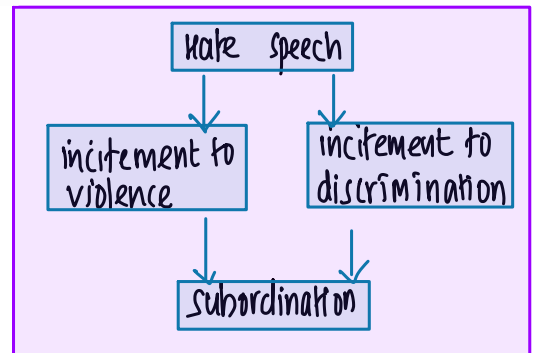 Hate speech
incitement to
violence
incitement to
discrimination
subordination